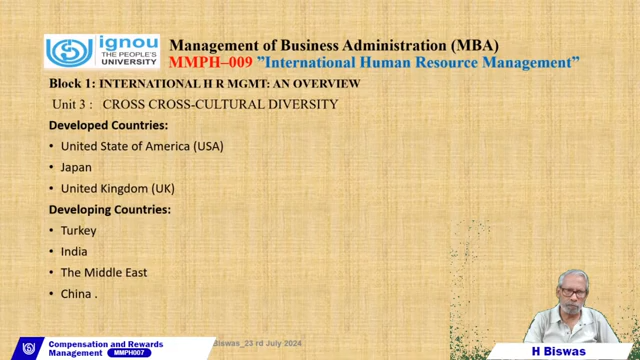 ignou
THE PEOPLE'S
UNIVERSITY
Management of Business Administration (MBA)
MMPH–009 ”International Human Resource Management”
Block 1: INTERNATIONAL H R MGMT: AN OVERVIEW
Unit 3 : CROSS CROSS-CULTURAL DIVERSITY
Developed Countries:
• United State of America (USA)
• Japan
• United Kingdom (UK)
Developing Countries:
• Turkey
• India
• The Middle East
• China .
Compensation and Rewards
Management MMPH007
Biswas_23 rd July 2024
H Biswas